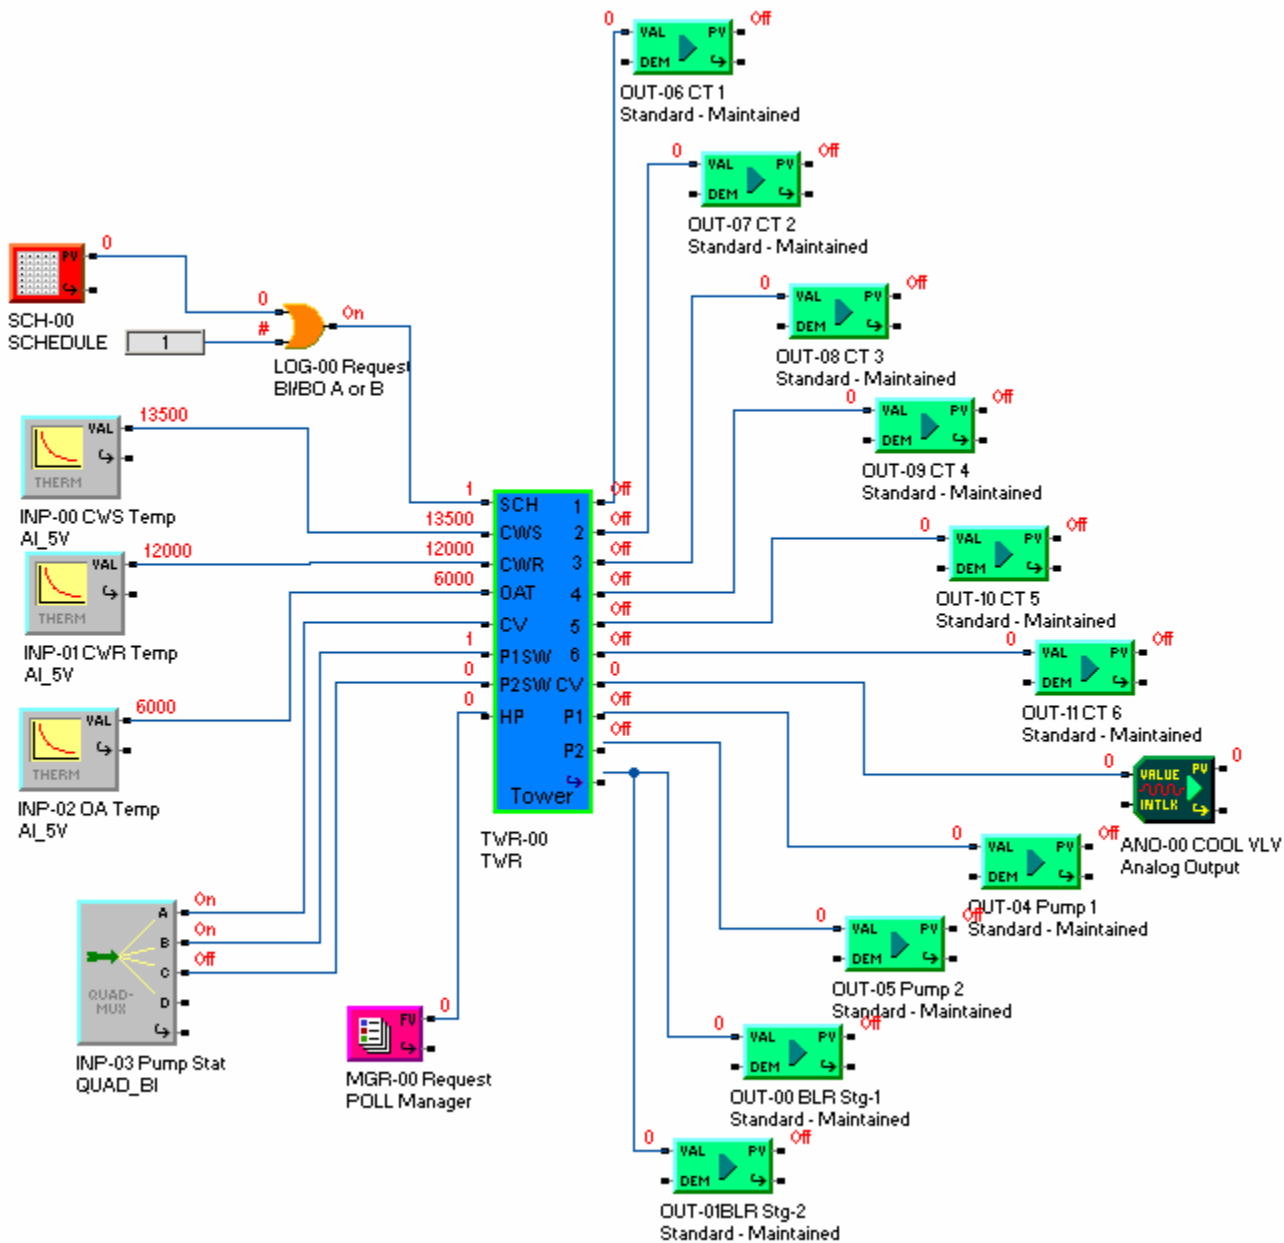 0
VAL PV Off
DEM
OUT-06 CT 1
Standard - Maintained
0
VAL PV Off
DEM
OUT-07 CT 2
Standard - Maintained
0
VAL PV Off
DEM
OUT-08 CT 3
Standard - Maintained
0
VAL PV Off
DEM
OUT-09 CT 4
Standard - Maintained
0
VAL PV Off
DEM
OUT-10 CT 5
Standard - Maintained
0
VAL PV Off
DEM
OUT-11 CT 6
Standard - Maintained
PV 0
SCH-00
SCHEDULE
1
0
#
On
LOG-00 Request
BI/BO A or B
13500
VAL
THERM
INP-00 CWS Temp
AI_5V
12000
VAL
THERM
INP-01 CWR Temp
AI_5V
6000
VAL
THERM
INP-02 OA Temp
AI_5V
1 SCH 1 Off
13500 CWS 2 Off
12000 CWR 3 Off
6000 OAT 4 Off
CV 5 Off
1 P1SW 6 Off
0 P2SW CV 0
0 HP P1 Off
P2 Off
Tower
TWR-00
TWR
0
VALUE PV 0
INTLK
ANO-00 COOL VLV
Analog Output
0
VAL PV Off
DEM
OUT-04 Pump 1
Standard - Maintained
0
VAL PV Off
DEM
OUT-05 Pump 2
Standard - Maintained
A On
B On
C Off
D
QUAD-
MUX
INP-03 Pump Stat
QUAD_BI
FV 0
MGR-00 Request
POLL Manager
0
VAL PV Off
DEM
OUT-00 BLR Stg-1
Standard - Maintained
0
VAL PV Off
DEM
OUT-01BLR Stg-2
Standard - Maintained